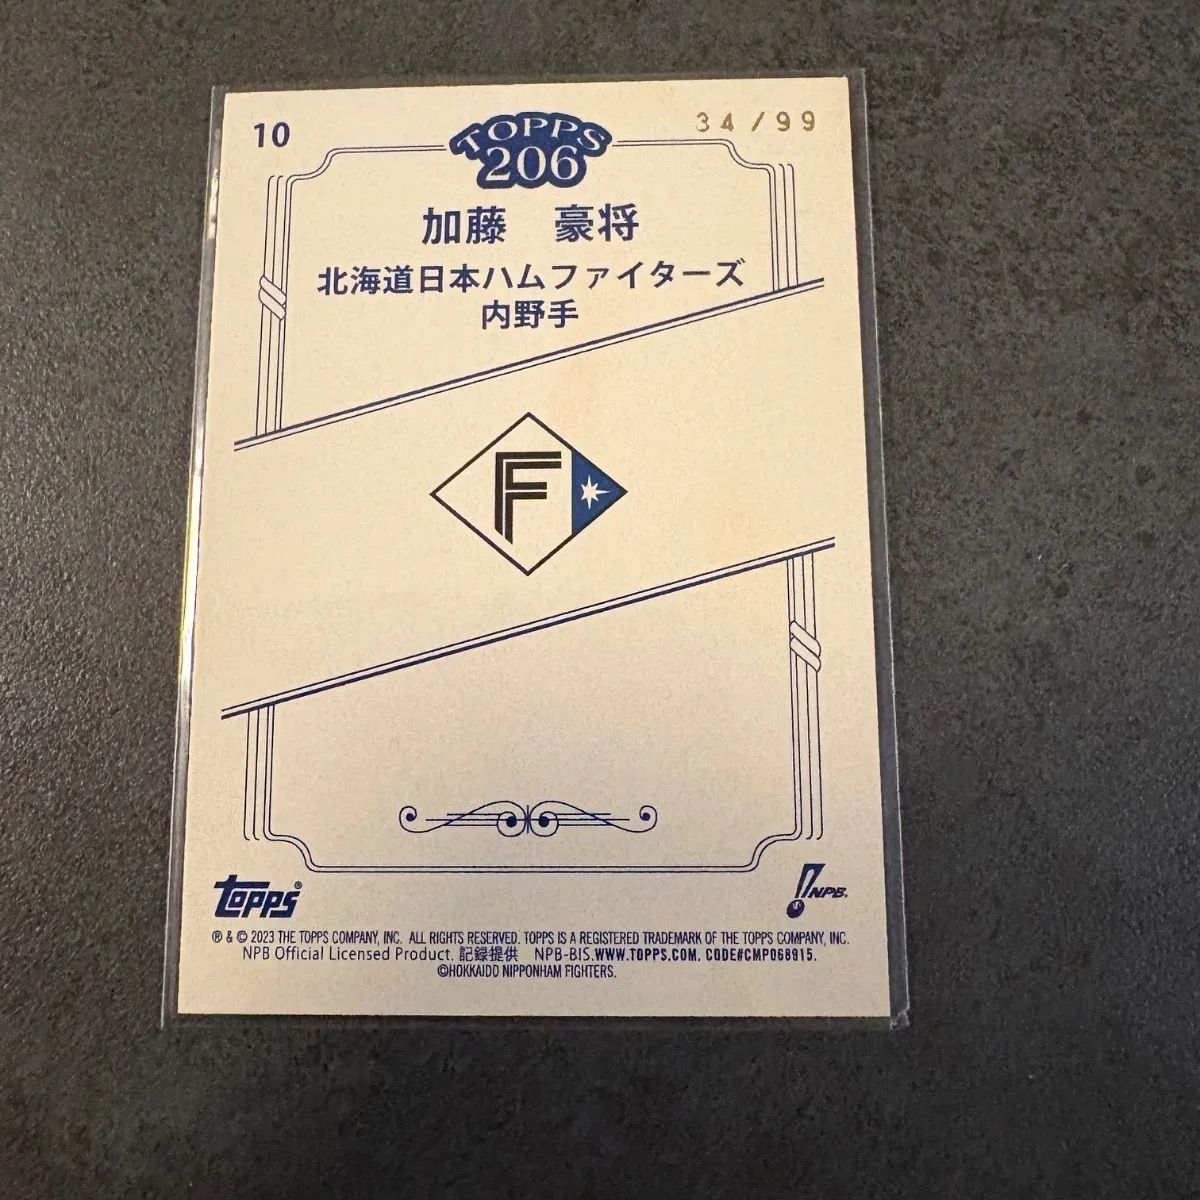 10
34/99
TOPPS
206
加藤　豪将
北海道日本ハムファイターズ
内野手
F
TOPPS®
NPB.
® & © 2023 THE TOPPS COMPANY, INC. ALL RIGHTS RESERVED. TOPPS IS A REGISTERED TRADEMARK OF THE TOPPS COMPANY, INC.
NPB Official Licensed Product. 記録提供　NPB-BIS.WWW.TOPPS.COM. CODE#CMP068915.
©HOKKAIDO NIPPONHAM FIGHTERS.